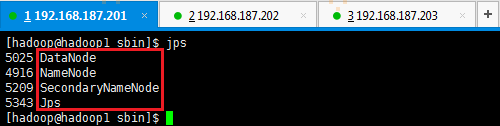 1 192.168.187.201 × 2 192.168.187.202 × 3 192.168.187.203 × +
[hadoop@hadoop1 sbin]$ jps
5025 DataNode
4916 NameNode
5209 SecondaryNameNode
5343 Jps
[hadoop@hadoop1 sbin]$